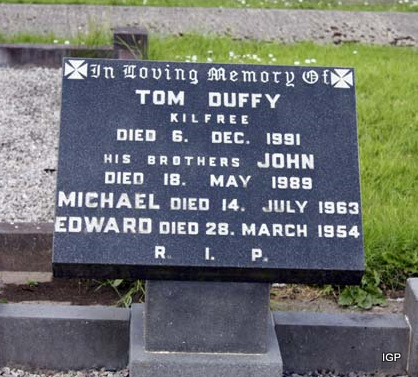 In Loving Memory Of
TOM DUFFY
KILFREE
DIED 6. DEC. 1991
HIS BROTHERS JOHN
DIED 18. MAY 1989
MICHAEL DIED 14. JULY 1963
EDWARD DIED 28. MARCH 1954
R. I. P.
IGP